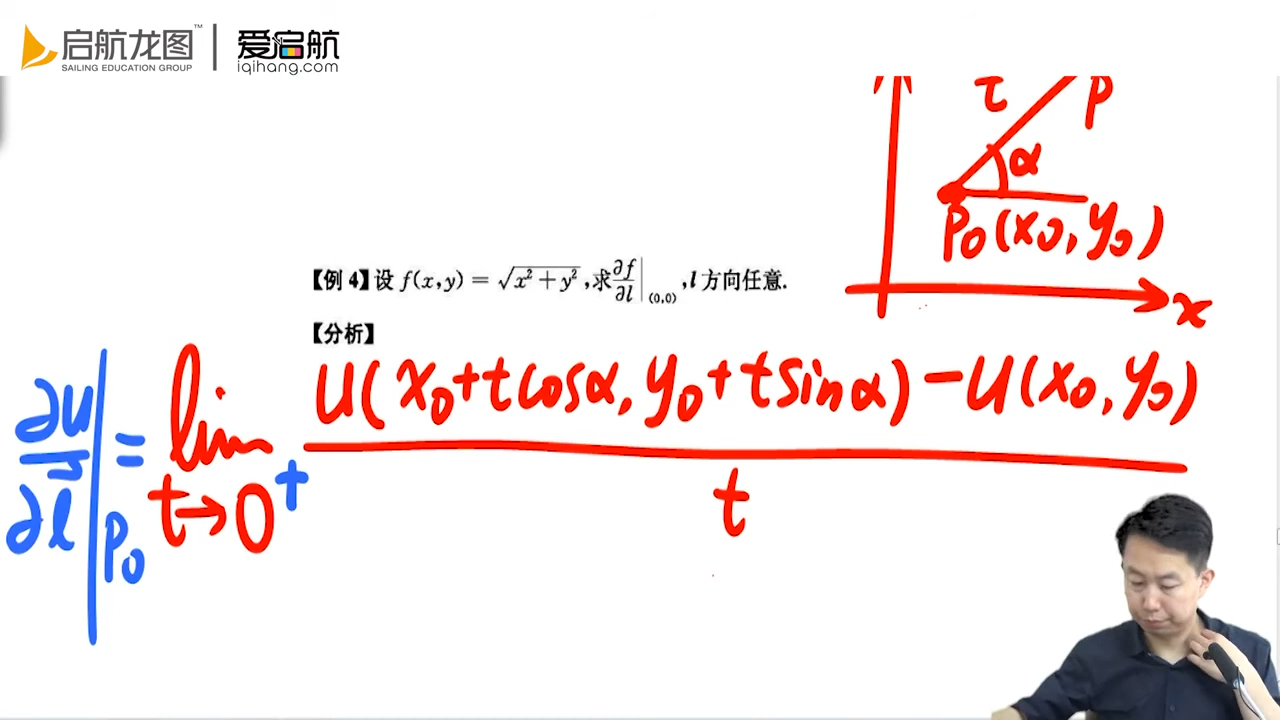 启航龙图™ | 爱启航
SAILING EDUCATION GROUP iqihang.com
t P
α
P₀(x₀,y₀)
x
【例 4】设 f(x,y) = √(x²+y²) ,求 ∂f/∂l |(0,0) ,l 方向任意.
【分析】
∂u/∂l |P₀ = lim t→0⁺ (u(x₀+tcosα, y₀+tsinα) − u(x₀,y₀))/t